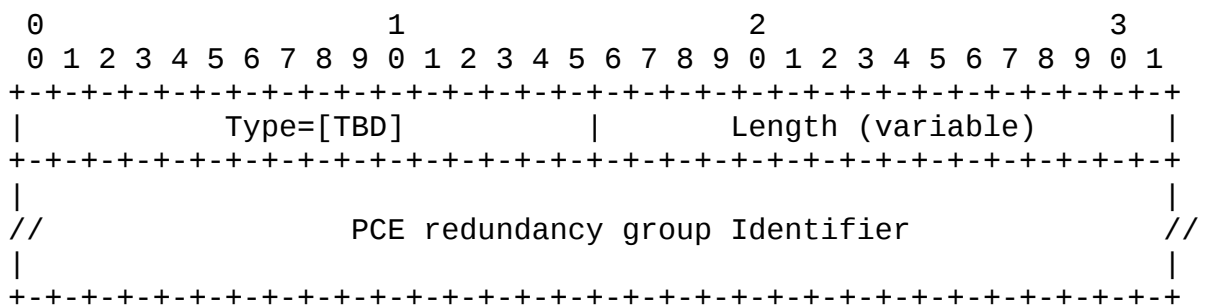 0                   1                   2                   3
 0 1 2 3 4 5 6 7 8 9 0 1 2 3 4 5 6 7 8 9 0 1 2 3 4 5 6 7 8 9 0 1
+-+-+-+-+-+-+-+-+-+-+-+-+-+-+-+-+-+-+-+-+-+-+-+-+-+-+-+-+-+-+-+-+
|           Type=[TBD]          |       Length (variable)       |
+-+-+-+-+-+-+-+-+-+-+-+-+-+-+-+-+-+-+-+-+-+-+-+-+-+-+-+-+-+-+-+-+
|                                                               |
//                 PCE redundancy group Identifier              //
|                                                               |
+-+-+-+-+-+-+-+-+-+-+-+-+-+-+-+-+-+-+-+-+-+-+-+-+-+-+-+-+-+-+-+-+